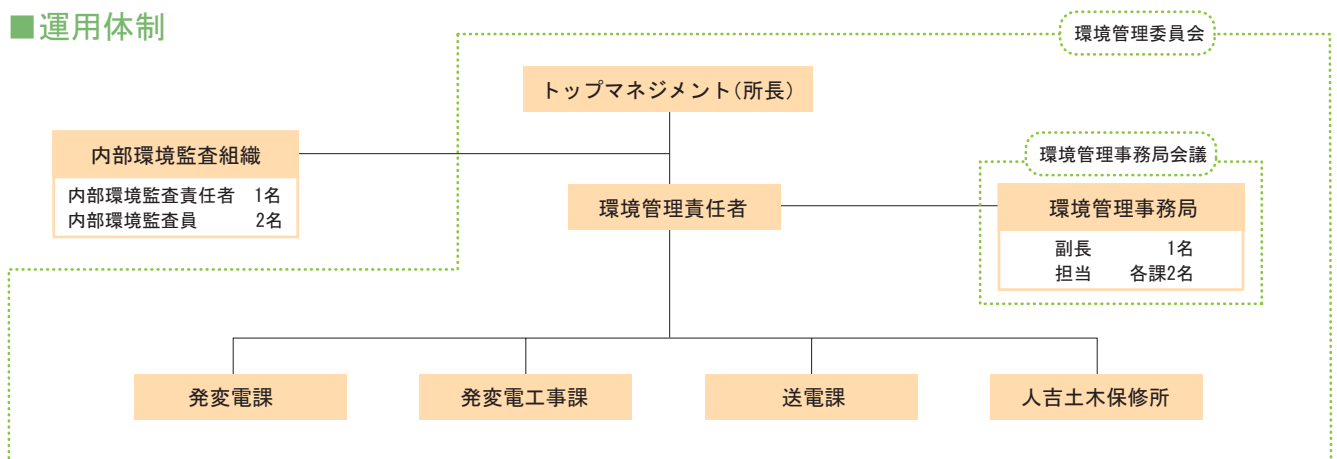 ■運用体制
環境管理委員会
トップマネジメント(所長)
内部環境監査組織
内部環境監査責任者 1名
内部環境監査員 2名
環境管理責任者
環境管理事務局会議
環境管理事務局
副長 1名
担当 各課2名
発変電課
発変電工事課
送電課
人吉土木保修所